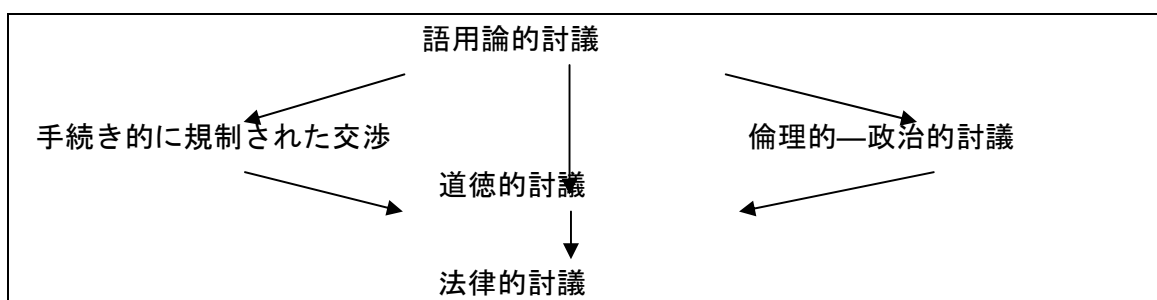 語用論的討議
手続き的に規制された交渉
倫理的―政治的討議
道徳的討議
法律的討議